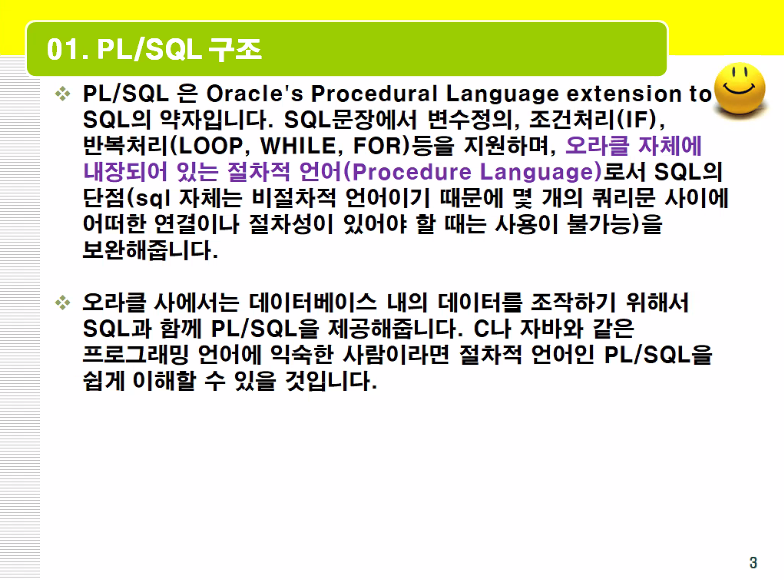 01. PL/SQL 구조
PL/SQL 은 Oracle's Procedural Language extension to
SQL의 약자입니다. SQL문장에서 변수정의, 조건처리(IF),
반복처리(LOOP, WHILE, FOR)등을 지원하며, 오라클 자체에
내장되어 있는 절차적 언어(Procedure Language)로서 SQL의
단점(sql 자체는 비절차적 언어이기 때문에 몇 개의 쿼리문 사이에
어떠한 연결이나 절차성이 있어야 할 때는 사용이 불가능)을
보완해줍니다.
오라클 사에서는 데이터베이스 내의 데이터를 조작하기 위해서
SQL과 함께 PL/SQL을 제공해줍니다. C나 자바와 같은
프로그래밍 언어에 익숙한 사람이라면 절차적 언어인 PL/SQL을
쉽게 이해할 수 있을 것입니다.
3